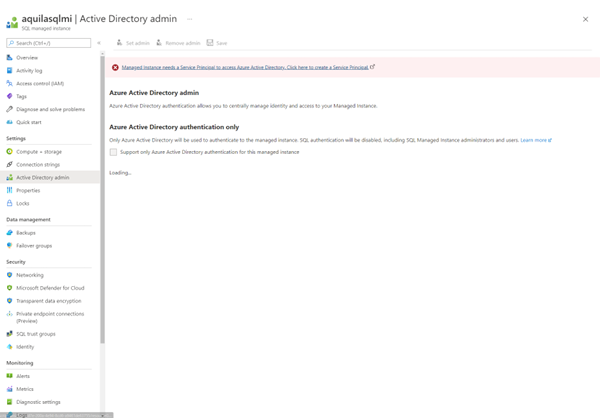 aquilasqlmi | Active Directory admin ...
SQL managed instance
Search (Ctrl+/)
Set admin
Remove admin
Save
Overview
Activity log
Access control (IAM)
Tags
Diagnose and solve problems
Quick start
Settings
Compute + storage
Connection strings
Active Directory admin
Properties
Locks
Data management
Backups
Failover groups
Security
Networking
Microsoft Defender for Cloud
Transparent data encryption
Private endpoint connections
(Preview)
SQL trust groups
Identity
Monitoring
Alerts
Metrics
Diagnostic settings
Logs
Managed Instance needs a Service Principal to access Azure Active Directory. Click here to create a Service Principal.
Azure Active Directory admin
Azure Active Directory authentication allows you to centrally manage identity and access to your Managed Instance.
Azure Active Directory authentication only
Only Azure Active Directory will be used to authenticate to the managed instance. SQL authentication will be disabled, including SQL Managed Instance administrators and users. Learn more
Support only Azure Active Directory authentication for this managed instance
Loading...